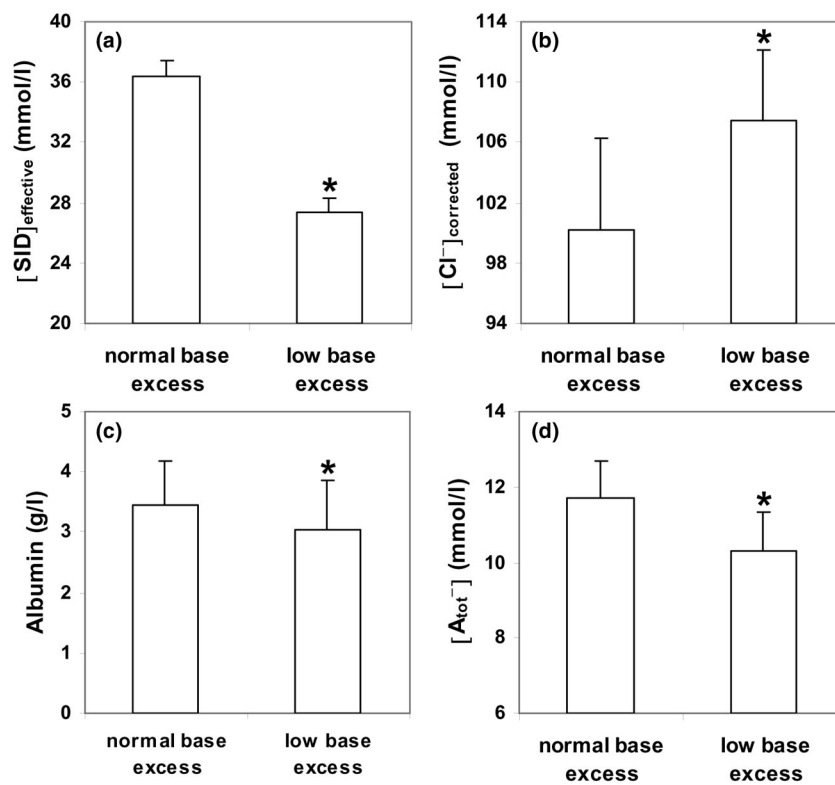 (a)
[SID]effective (mmol/l)
40
36
32
28
24
20
*
normal base
excess
low base
excess
(b)
[Cl⁻]corrected (mmol/l)
114
110
106
102
98
94
*
normal base
excess
low base
excess
(c)
Albumin (g/l)
5
4
3
2
1
0
*
normal base
excess
low base
excess
(d)
[Atot⁻] (mmol/l)
14
12
10
8
6
*
normal base
excess
low base
excess